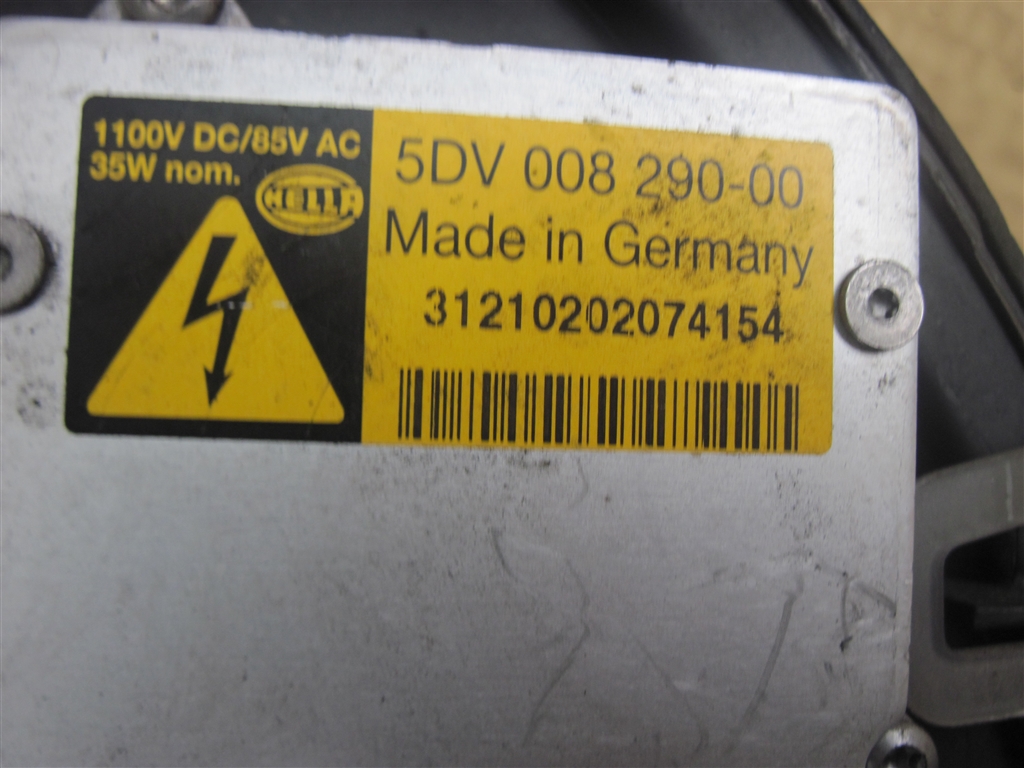 1100V DC/85V AC
35W nom.
HELLA
5DV 008 290-00
Made in Germany
31210202074154